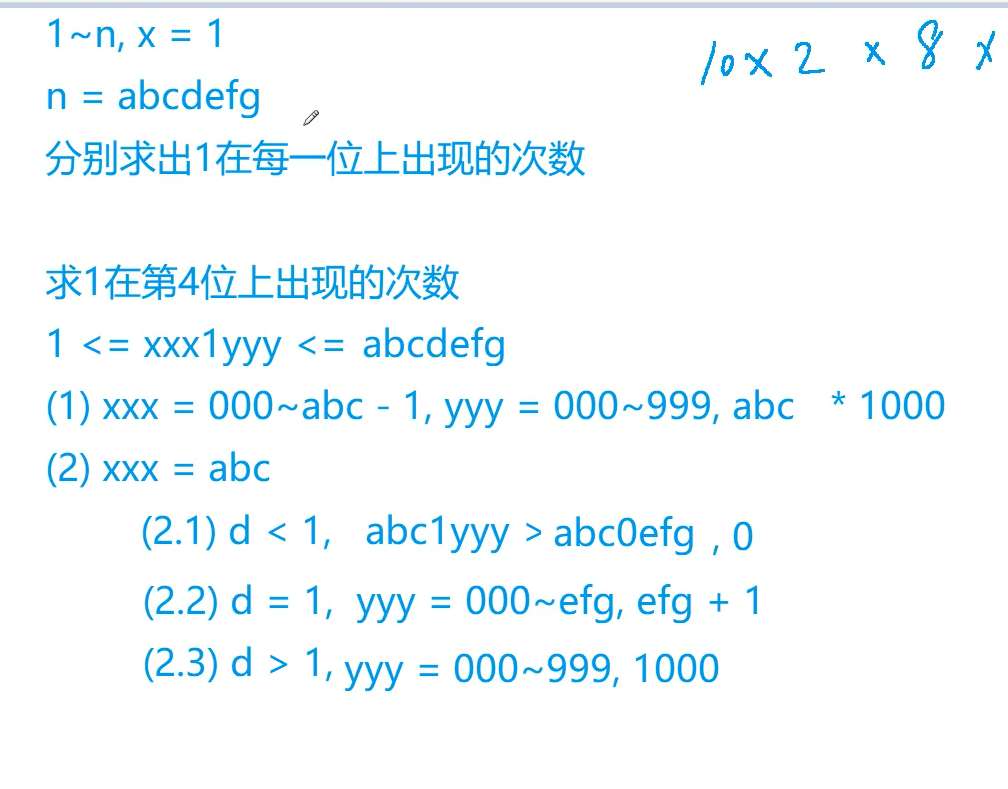 1~n, x = 1
10 x 2 x 8 x
n = abcdefg
分别求出1在每一位上出现的次数
求1在第4位上出现的次数
1 <= xxx1yyy <= abcdefg
(1) xxx = 000~abc - 1, yyy = 000~999, abc * 1000
(2) xxx = abc
(2.1) d < 1, abc1yyy > abc0efg , 0
(2.2) d = 1, yyy = 000~efg, efg + 1
(2.3) d > 1, yyy = 000~999, 1000